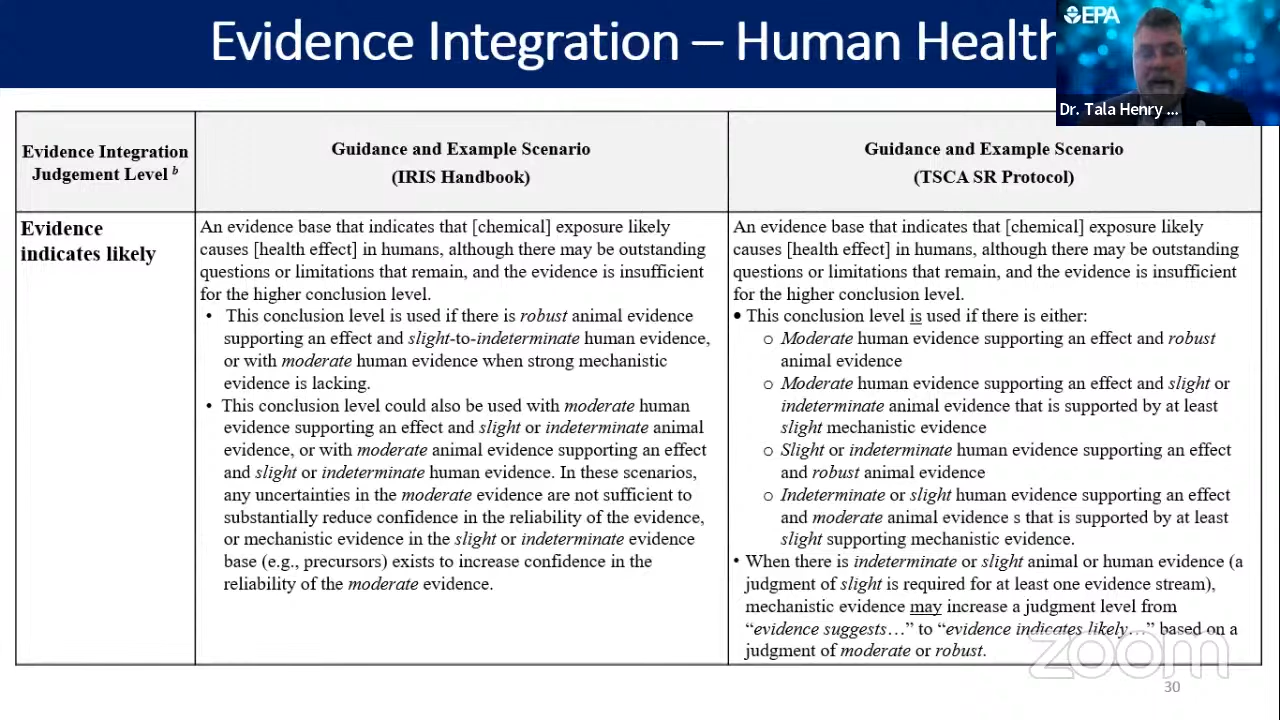 Evidence Integration – Human Health
EPA
Dr. Tala Henry ...
Evidence Integration
Judgement Level b
Guidance and Example Scenario
(IRIS Handbook)
Guidance and Example Scenario
(TSCA SR Protocol)
Evidence
indicates likely
An evidence base that indicates that [chemical] exposure likely
causes [health effect] in humans, although there may be outstanding
questions or limitations that remain, and the evidence is insufficient
for the higher conclusion level.
• This conclusion level is used if there is robust animal evidence
supporting an effect and slight-to-indeterminate human evidence,
or with moderate human evidence when strong mechanistic
evidence is lacking.
• This conclusion level could also be used with moderate human
evidence supporting an effect and slight or indeterminate animal
evidence, or with moderate animal evidence supporting an effect
and slight or indeterminate human evidence. In these scenarios,
any uncertainties in the moderate evidence are not sufficient to
substantially reduce confidence in the reliability of the evidence,
or mechanistic evidence in the slight or indeterminate evidence
base (e.g., precursors) exists to increase confidence in the
reliability of the moderate evidence.
An evidence base that indicates that [chemical] exposure likely
causes [health effect] in humans, although there may be outstanding
questions or limitations that remain, and the evidence is insufficient
for the higher conclusion level.
• This conclusion level is used if there is either:
o Moderate human evidence supporting an effect and robust
animal evidence
o Moderate human evidence supporting an effect and slight or
indeterminate animal evidence that is supported by at least
slight mechanistic evidence
o Slight or indeterminate human evidence supporting an effect
and robust animal evidence
o Indeterminate or slight human evidence supporting an effect
and moderate animal evidence s that is supported by at least
slight supporting mechanistic evidence.
• When there is indeterminate or slight animal or human evidence (a
judgment of slight is required for at least one evidence stream),
mechanistic evidence may increase a judgment level from
“evidence suggests…” to “evidence indicates likely…” based on a
judgment of moderate or robust.
zoom
30